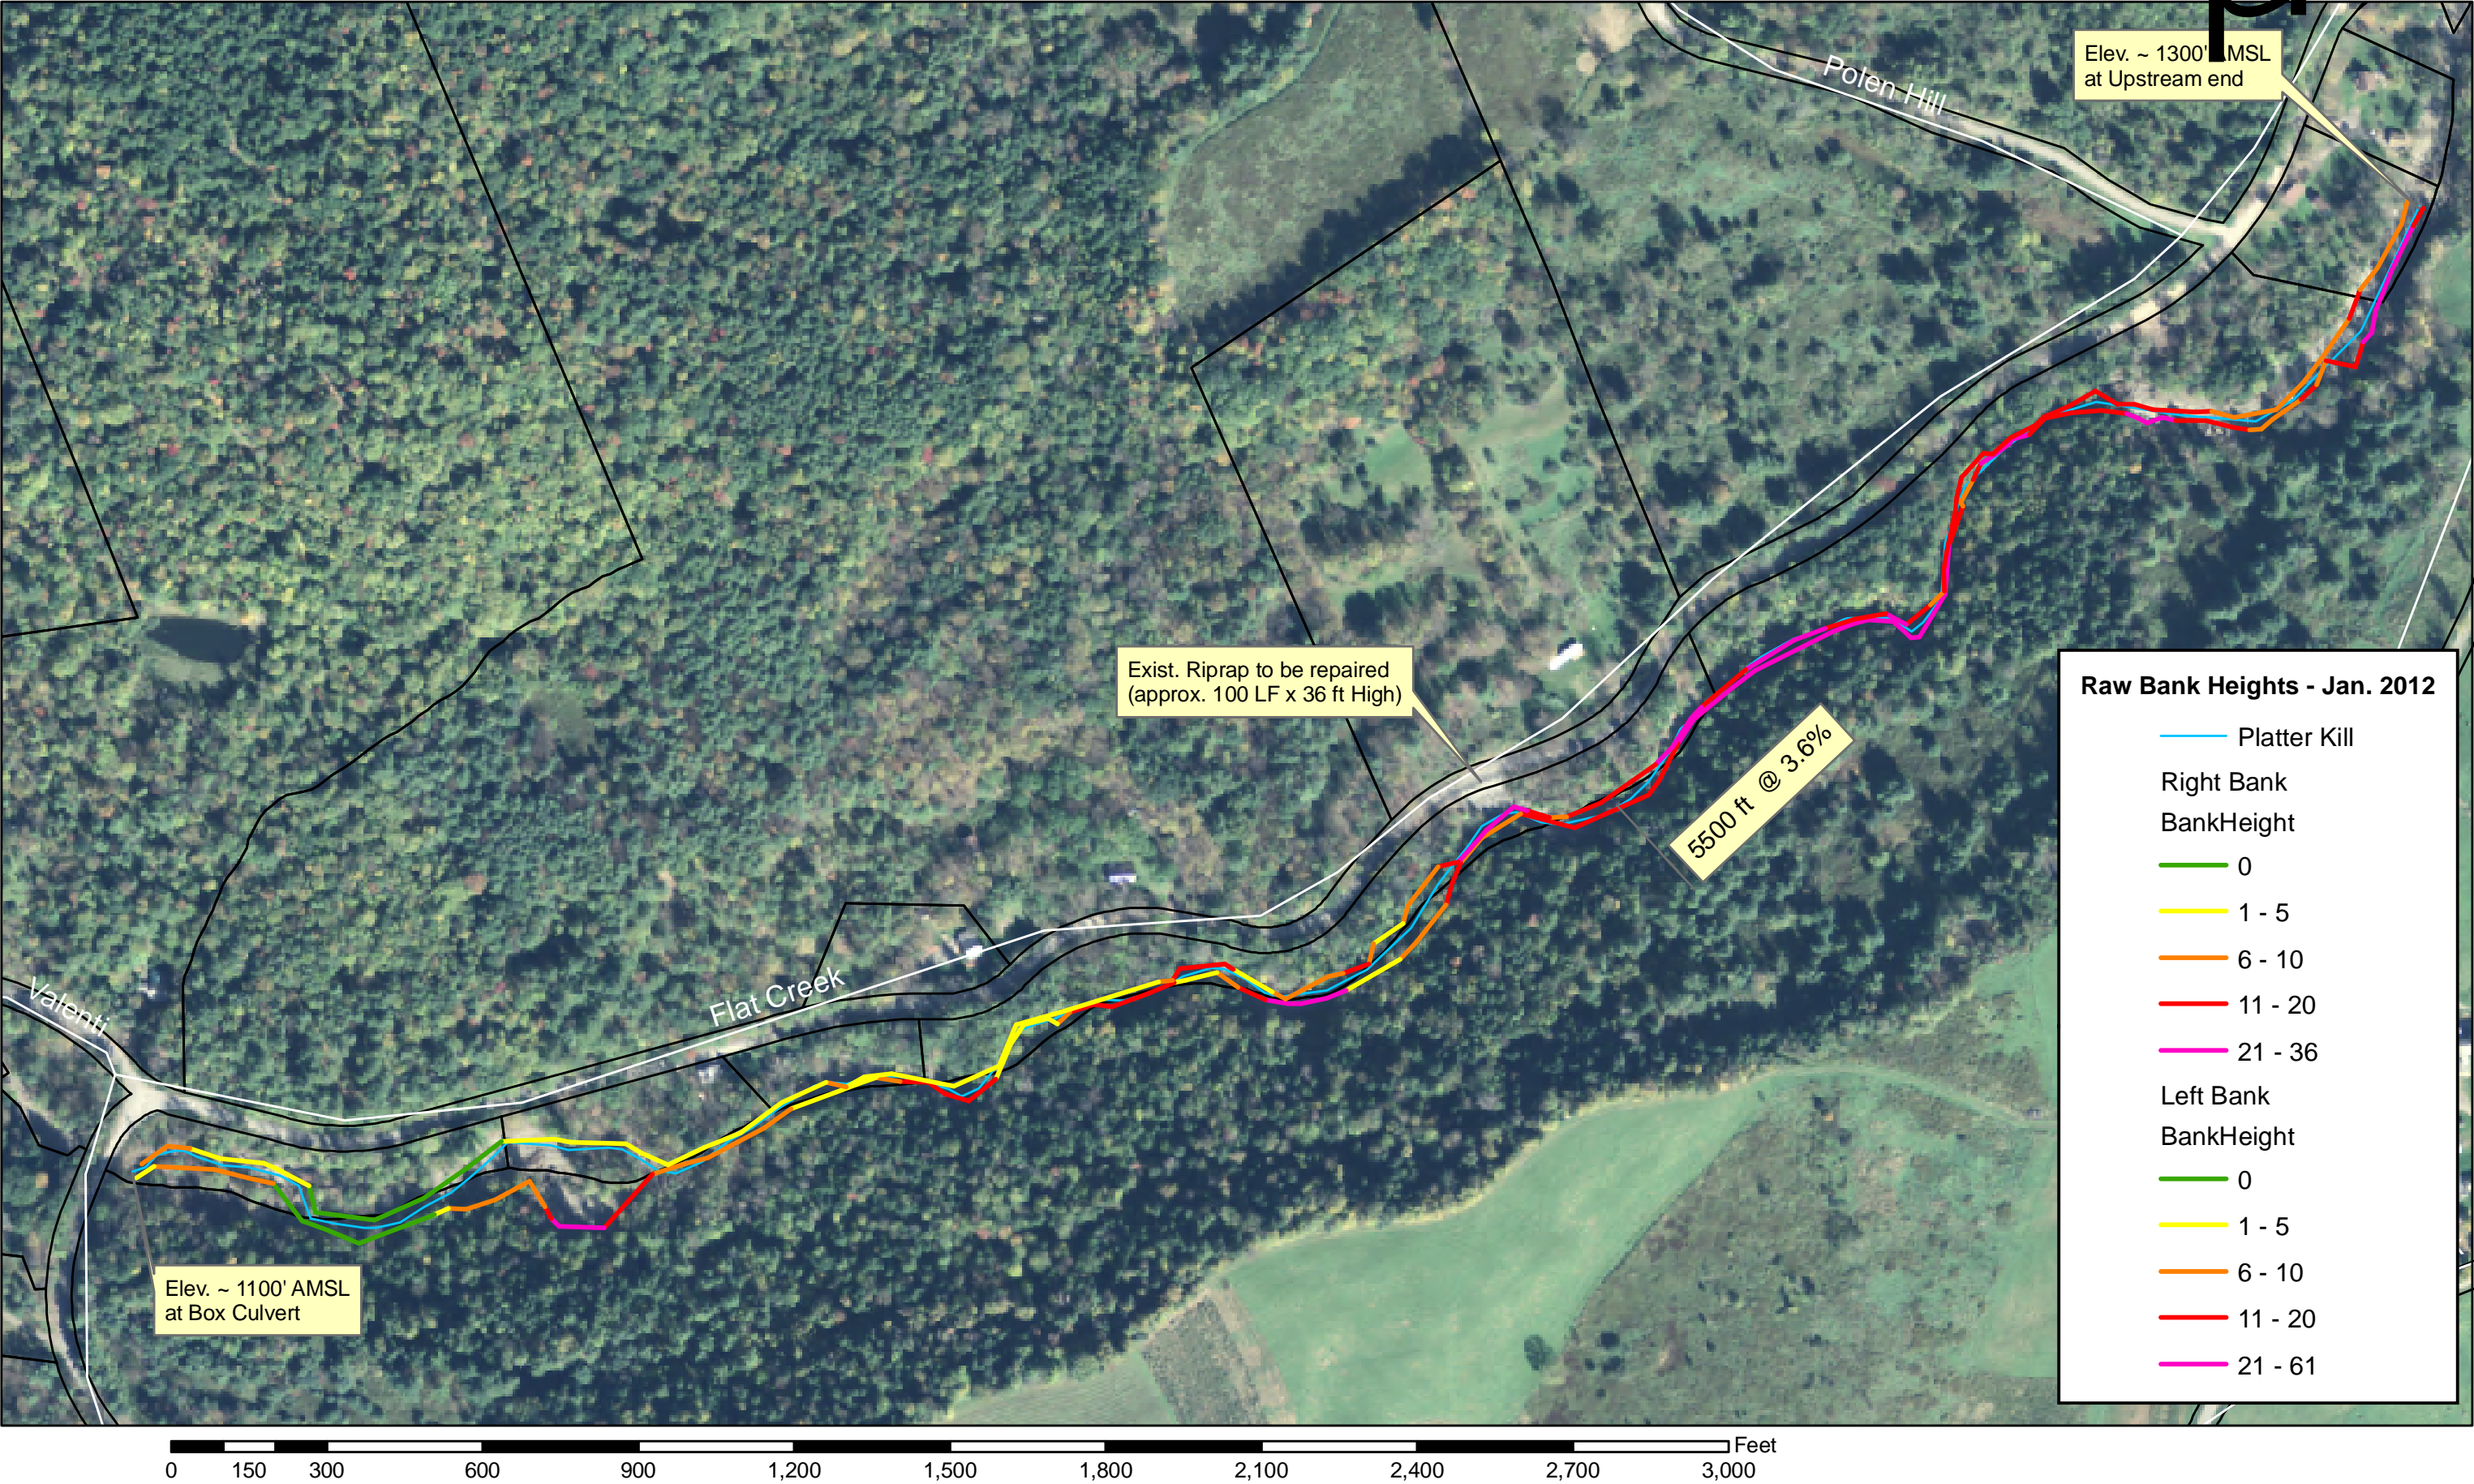 Elev. ~ 1300' AMSL
at Upstream end
Polen Hill
Exist. Riprap to be repaired
(approx. 100 LF x 36 ft High)
5500 ft @ 3.6%
Flat Creek
Valenti
Elev. ~ 1100' AMSL
at Box Culvert
Raw Bank Heights - Jan. 2012
Platter Kill
Right Bank
BankHeight
0
1 - 5
6 - 10
11 - 20
21 - 36
Left Bank
BankHeight
0
1 - 5
6 - 10
11 - 20
21 - 61
Feet
0 150 300 600 900 1,200 1,500 1,800 2,100 2,400 2,700 3,000